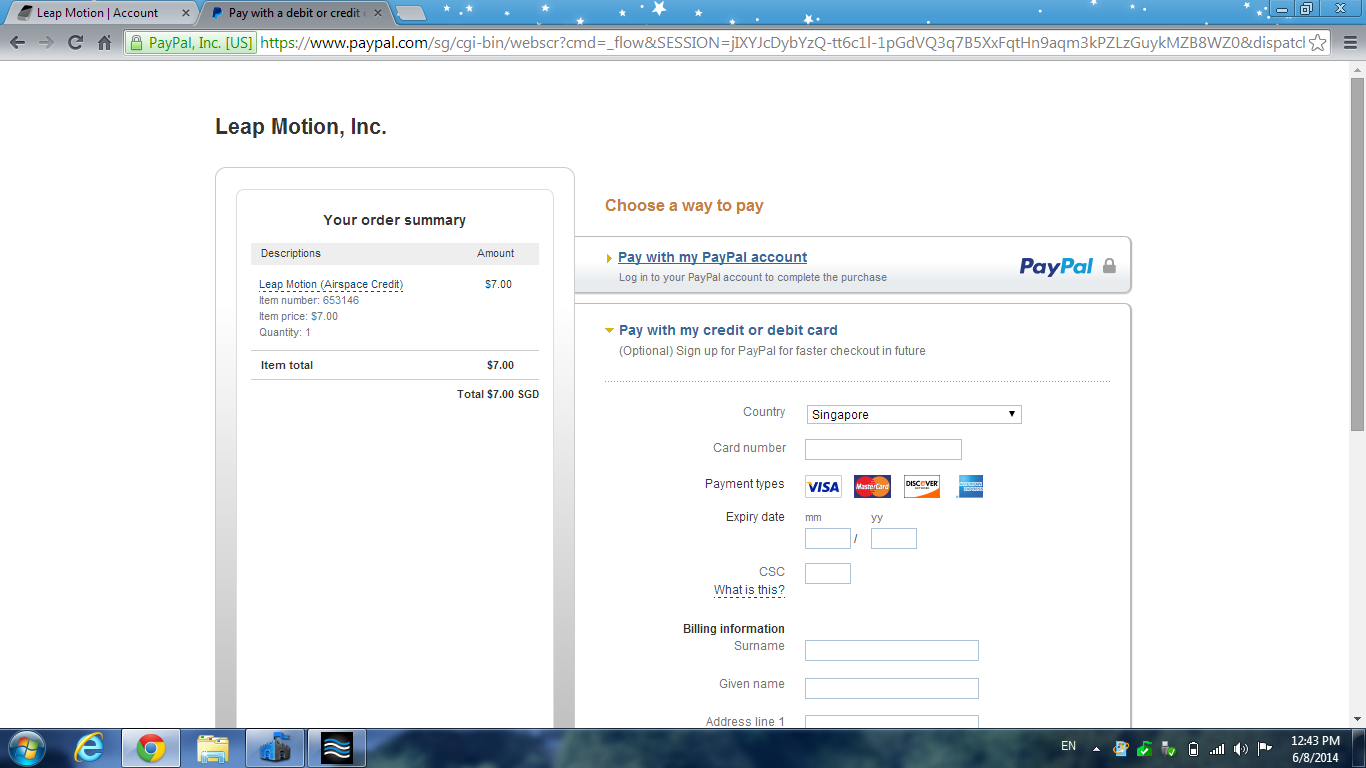 Leap Motion | Account
Pay with a debit or credit
PayPal, Inc. [US]
https://www.paypal.com/sg/cgi-bin/webscr?cmd=_flow&SESSION=jIXYJcDybYzQ-tt6c1l-1pGdVQ3q7B5XxFqtHn9aqm3kPZLzGuykMZB8WZ0&dispatcl
Leap Motion, Inc.
Your order summary
Descriptions Amount
Leap Motion (Airspace Credit) $7.00
Item number: 653146
Item price: $7.00
Quantity: 1
Item total $7.00
Total $7.00 SGD
Choose a way to pay
Pay with my PayPal account
Log in to your PayPal account to complete the purchase
PayPal
Pay with my credit or debit card
(Optional) Sign up for PayPal for faster checkout in future
Country Singapore
Card number
Payment types VISA MasterCard DISCOVER
Expiry date mm yy
/
CSC
What is this?
Billing information
Surname
Given name
Address line 1
EN
12:43 PM
6/8/2014